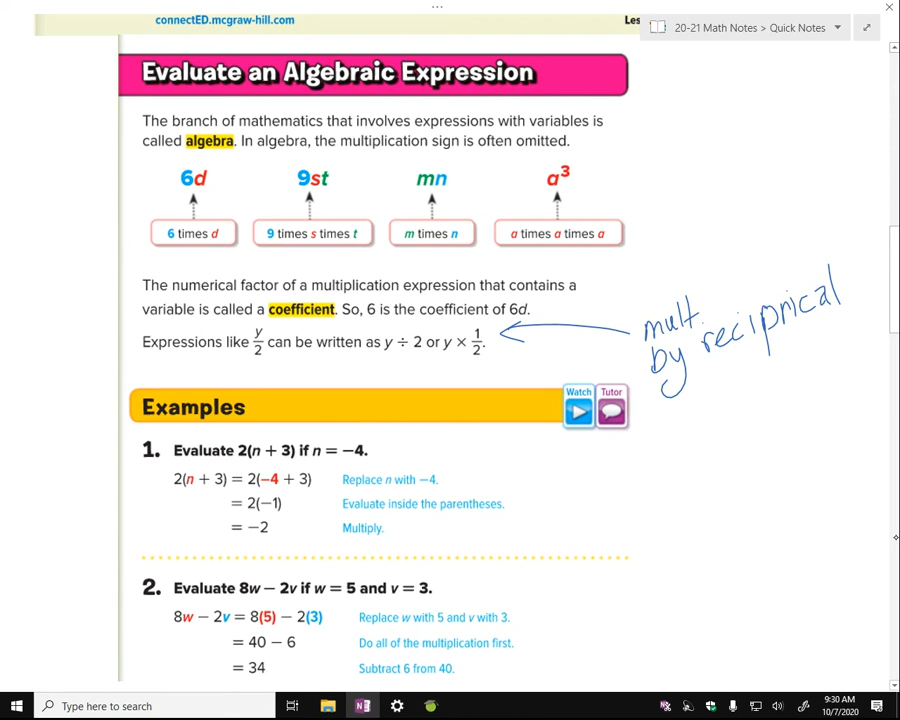 connectED.mcgraw-hill.com
Les
20-21 Math Notes > Quick Notes
Evaluate an Algebraic Expression
The branch of mathematics that involves expressions with variables is
called algebra. In algebra, the multiplication sign is often omitted.
6d 9st mn a³
6 times d 9 times s times t m times n a times a times a
The numerical factor of a multiplication expression that contains a
variable is called a coefficient. So, 6 is the coefficient of 6d.
Expressions like y/2 can be written as y ÷ 2 or y × 1/2.
mult.
by reciprical
Examples
Watch Tutor
1. Evaluate 2(n + 3) if n = −4.
2(n + 3) = 2(−4 + 3) Replace n with −4.
= 2(−1) Evaluate inside the parentheses.
= −2 Multiply.
2. Evaluate 8w − 2v if w = 5 and v = 3.
8w − 2v = 8(5) − 2(3) Replace w with 5 and v with 3.
= 40 − 6 Do all of the multiplication first.
= 34 Subtract 6 from 40.
Type here to search
9:30 AM
10/7/2020